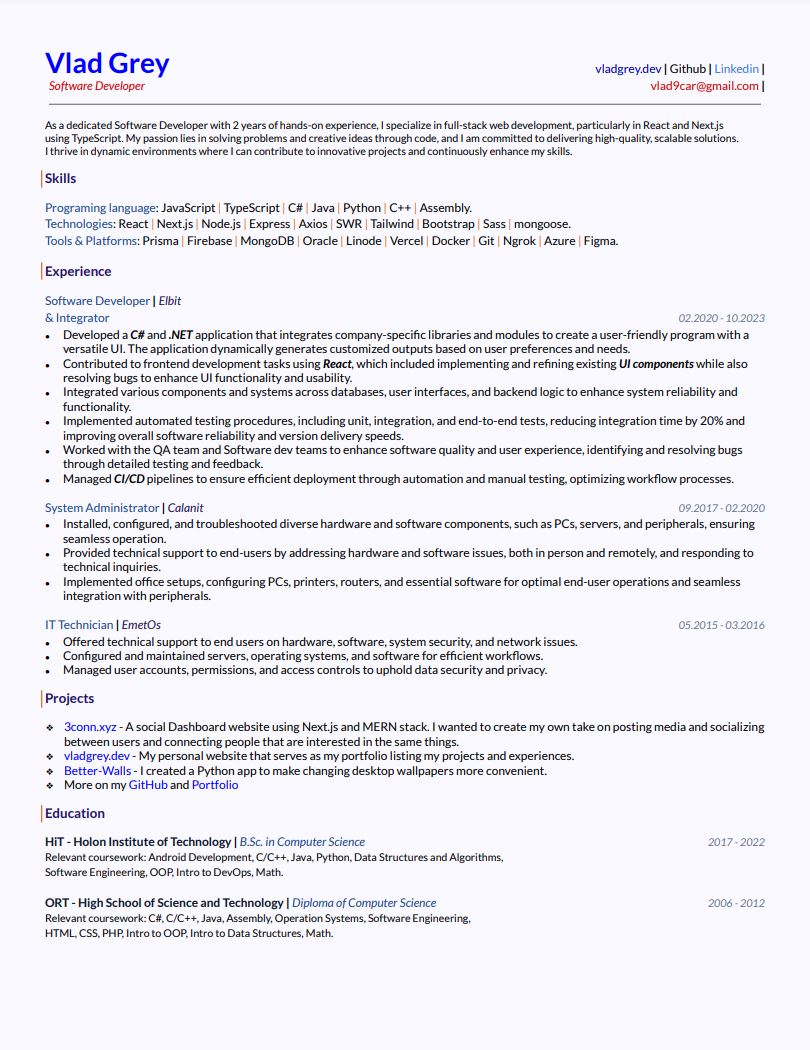 Vlad Grey
vladgrey.dev | Github | Linkedin |
Software Developer
vlad9car@gmail.com |
As a dedicated Software Developer with 2 years of hands-on experience, I specialize in full-stack web development, particularly in React and Next.js
using TypeScript. My passion lies in solving problems and creative ideas through code, and I am committed to delivering high-quality, scalable solutions.
I thrive in dynamic environments where I can contribute to innovative projects and continuously enhance my skills.
Skills
Programing language: JavaScript | TypeScript | C# | Java | Python | C++ | Assembly.
Technologies: React | Next.js | Node.js | Express | Axios | SWR | Tailwind | Bootstrap | Sass | mongoose.
Tools & Platforms: Prisma | Firebase | MongoDB | Oracle | Linode | Vercel | Docker | Git | Ngrok | Azure | Figma.
Experience
Software Developer | Elbit
& Integrator 02.2020 - 10.2023
• Developed a C# and .NET application that integrates company-specific libraries and modules to create a user-friendly program with a
versatile UI. The application dynamically generates customized outputs based on user preferences and needs.
• Contributed to frontend development tasks using React, which included implementing and refining existing UI components while also
resolving bugs to enhance UI functionality and usability.
• Integrated various components and systems across databases, user interfaces, and backend logic to enhance system reliability and
functionality.
• Implemented automated testing procedures, including unit, integration, and end-to-end tests, reducing integration time by 20% and
improving overall software reliability and version delivery speeds.
• Worked with the QA team and Software dev teams to enhance software quality and user experience, identifying and resolving bugs
through detailed testing and feedback.
• Managed CI/CD pipelines to ensure efficient deployment through automation and manual testing, optimizing workflow processes.
System Administrator | Calanit 09.2017 - 02.2020
• Installed, configured, and troubleshooted diverse hardware and software components, such as PCs, servers, and peripherals, ensuring
seamless operation.
• Provided technical support to end-users by addressing hardware and software issues, both in person and remotely, and responding to
technical inquiries.
• Implemented office setups, configuring PCs, printers, routers, and essential software for optimal end-user operations and seamless
integration with peripherals.
IT Technician | EmetOs 05.2015 - 03.2016
• Offered technical support to end users on hardware, software, system security, and network issues.
• Configured and maintained servers, operating systems, and software for efficient workflows.
• Managed user accounts, permissions, and access controls to uphold data security and privacy.
Projects
❖ 3conn.xyz - A social Dashboard website using Next.js and MERN stack. I wanted to create my own take on posting media and socializing
between users and connecting people that are interested in the same things.
❖ vladgrey.dev - My personal website that serves as my portfolio listing my projects and experiences.
❖ Better-Walls - I created a Python app to make changing desktop wallpapers more convenient.
❖ More on my GitHub and Portfolio
Education
HiT - Holon Institute of Technology | B.Sc. in Computer Science 2017 - 2022
Relevant coursework: Android Development, C/C++, Java, Python, Data Structures and Algorithms,
Software Engineering, OOP, Intro to DevOps, Math.
ORT - High School of Science and Technology | Diploma of Computer Science 2006 - 2012
Relevant coursework: C#, C/C++, Java, Assembly, Operation Systems, Software Engineering,
HTML, CSS, PHP, Intro to OOP, Intro to Data Structures, Math.